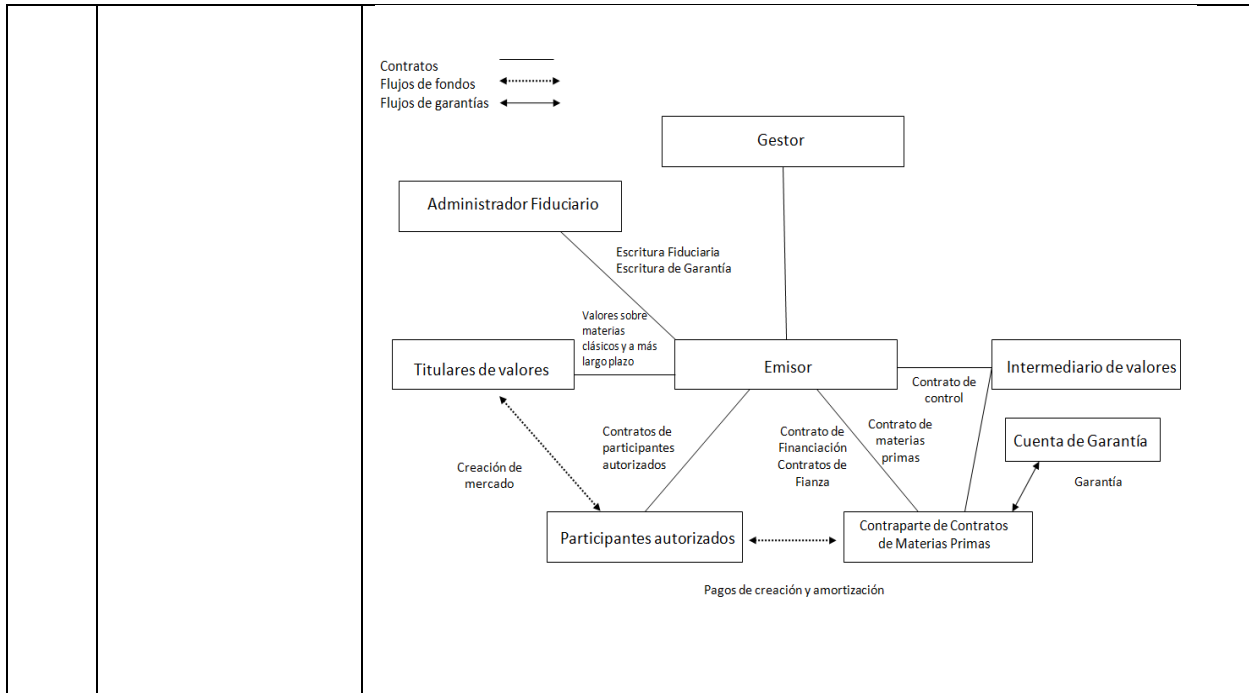 Contratos
Flujos de fondos
Flujos de garantías
Gestor
Administrador Fiduciario
Escritura Fiduciaria
Escritura de Garantía
Valores sobre
materias
clásicos y a más
largo plazo
Titulares de valores
Emisor
Intermediario de valores
Contrato de
control
Contratos de
participantes
autorizados
Contrato de
Financiación
Contratos de
Fianza
Contrato de
materias
primas
Cuenta de Garantía
Creación de
mercado
Garantía
Participantes autorizados
Contraparte de Contratos
de Materias Primas
Pagos de creación y amortización